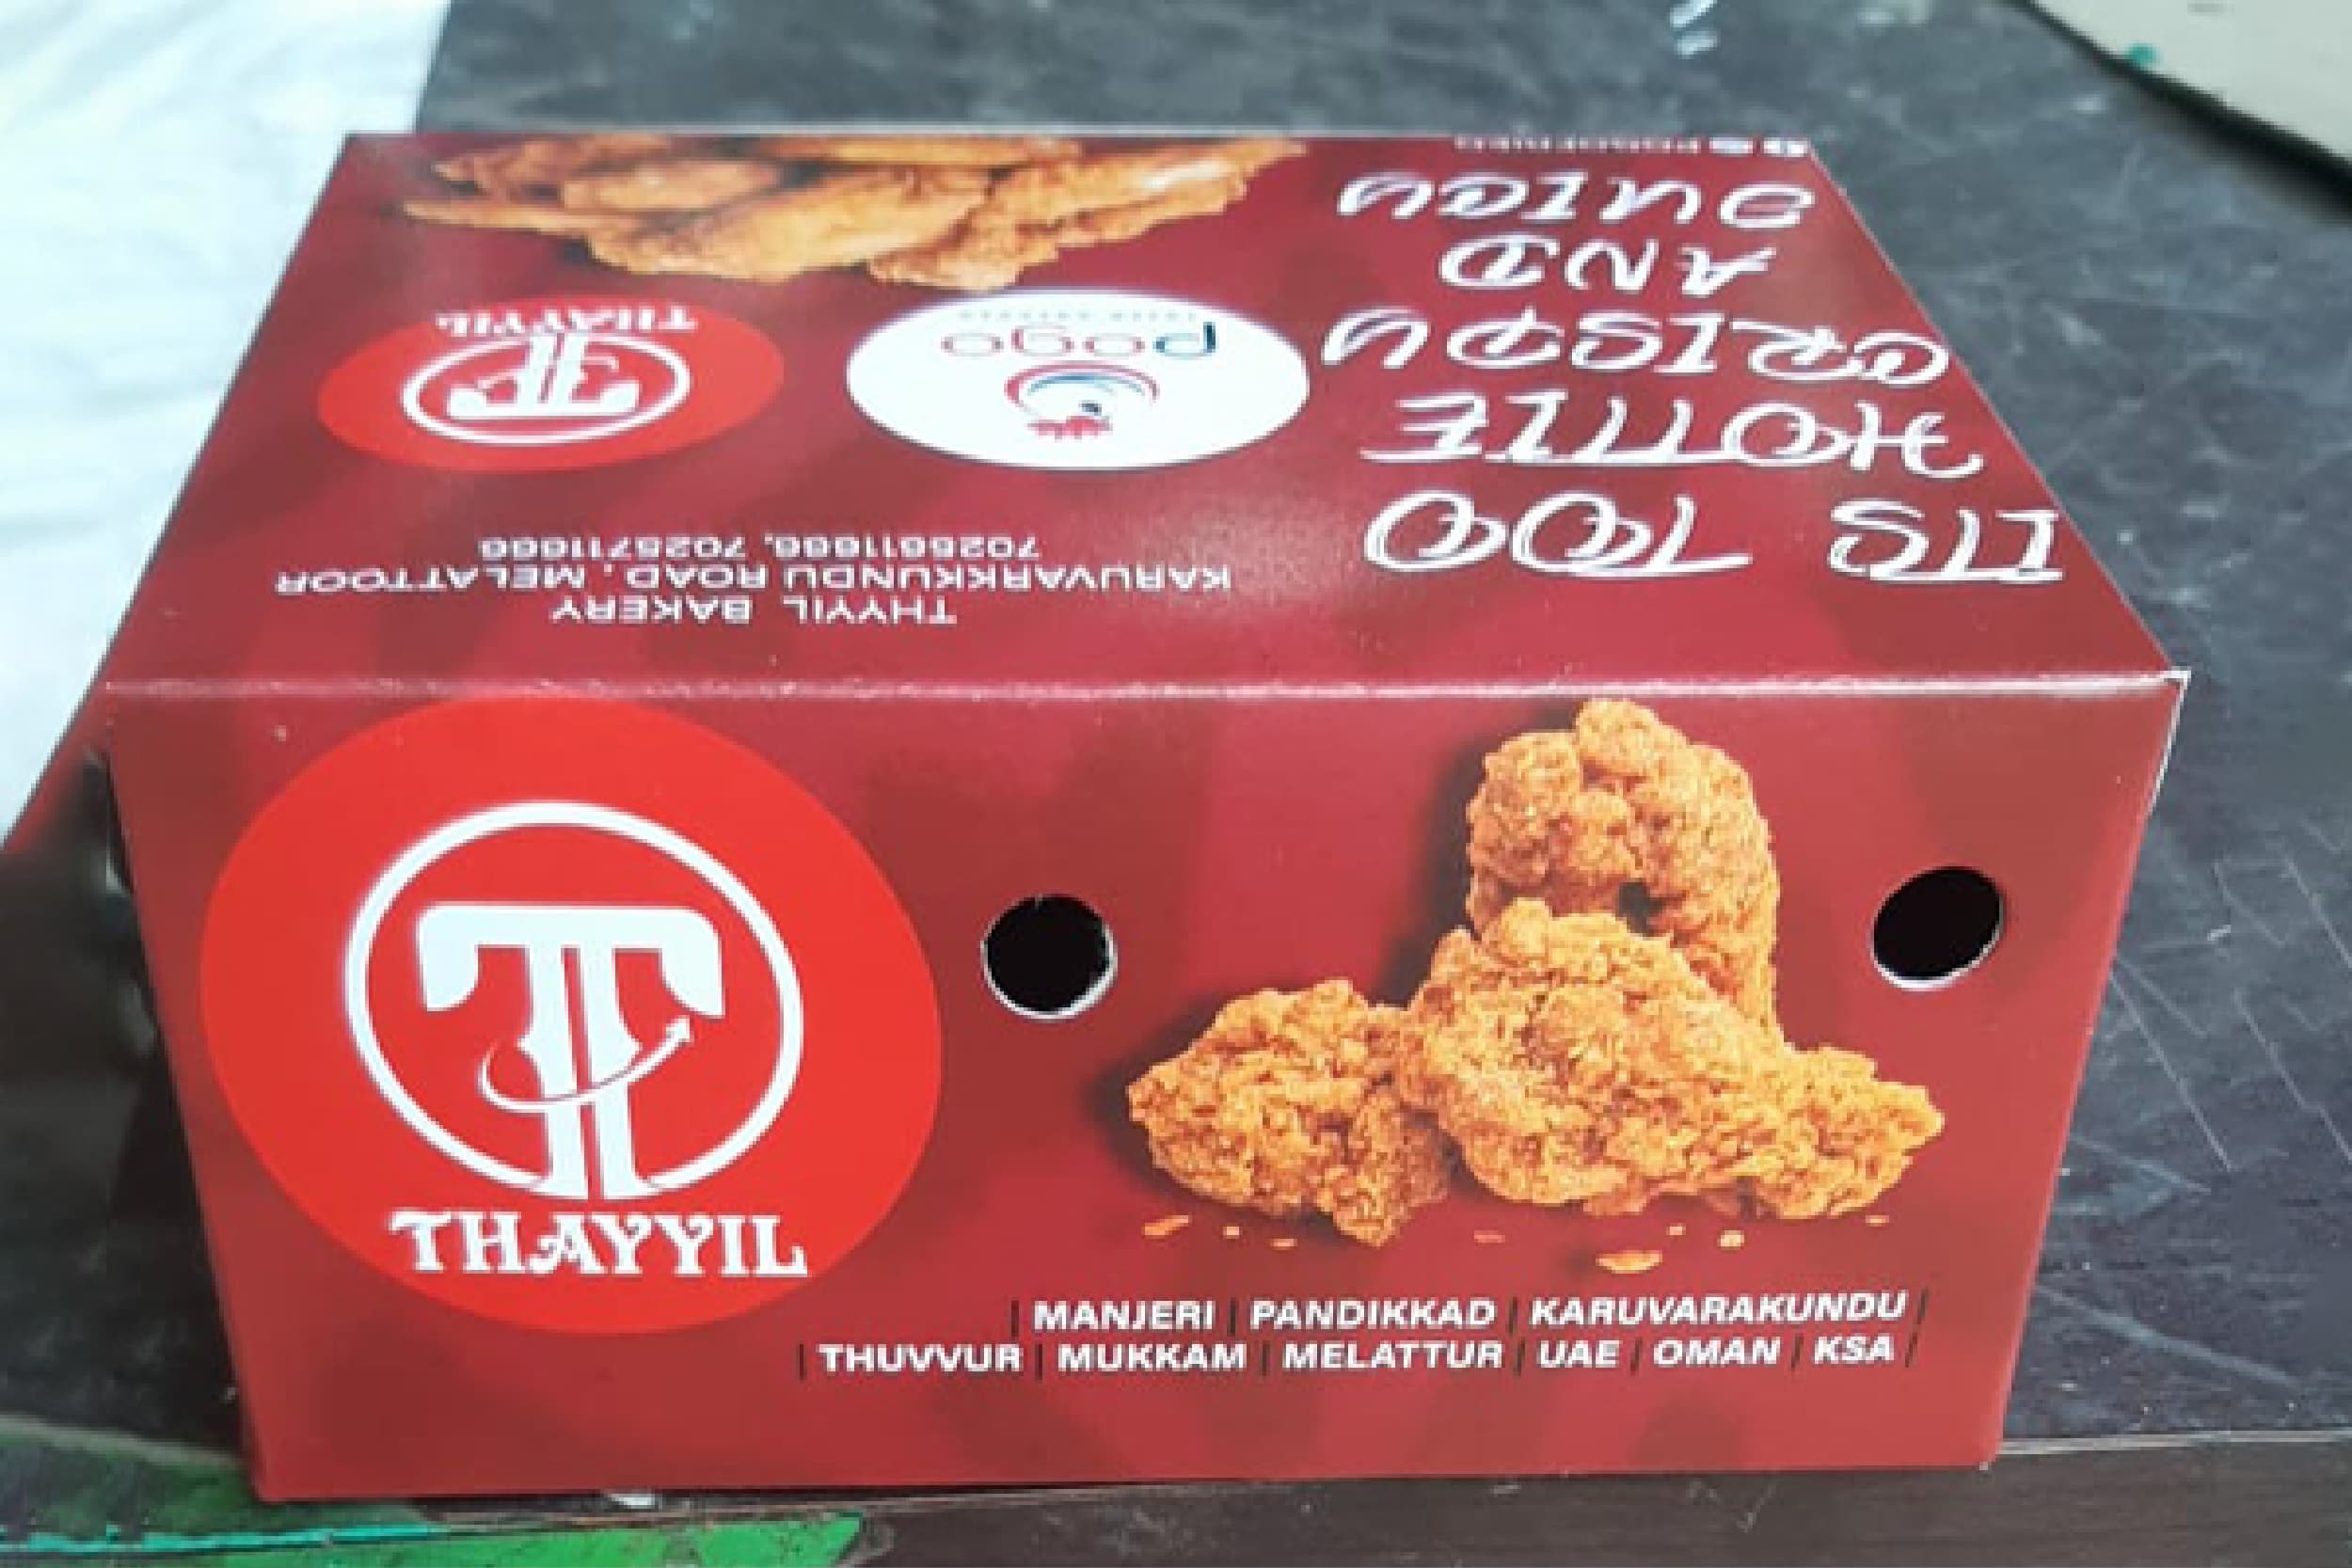 ITS TOO
HOTTIE
CRISPY
AND
JUICY
pogo
THAYYIL
THYYIL BAKERY
KARUVARKKUNDU ROAD, MELATTOOR
7025611666, 7025711666
THAYYIL
| MANJERI | PANDIKKAD | KARUVARAKUNDU |
| THUVVUR | MUKKAM | MELATTUR | UAE | OMAN | KSA |